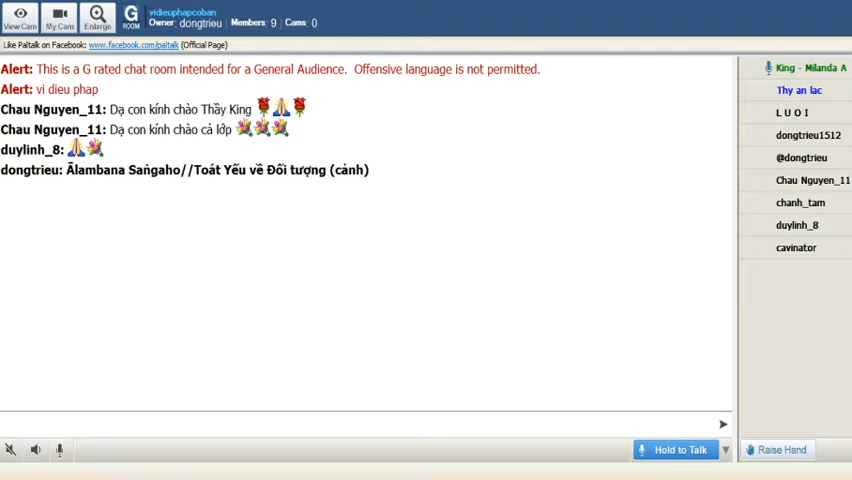 View Cam
My Cam
Enlarge
G
ROOM
vidieuphapcoban
Owner: dongtrieu Members: 9 Cams: 0
Like Paltalk on Facebook: www.facebook.com/paltalk (Official Page)
Alert: This is a G rated chat room intended for a General Audience. Offensive language is not permitted.
Alert: vi dieu phap
Chau Nguyen_11: Dạ con kính chào Thầy King
Chau Nguyen_11: Dạ con kính chào cả lớp
duylinh_8:
dongtrieu: Ālambana Saṅgaho//Toát Yếu về Đối tượng (cảnh)
King - Milanda A
Thy an lac
L U O I
dongtrieu1512
@dongtrieu
Chau Nguyen_11
chanh_tam
duylinh_8
cavinator
Hold to Talk
Raise Hand